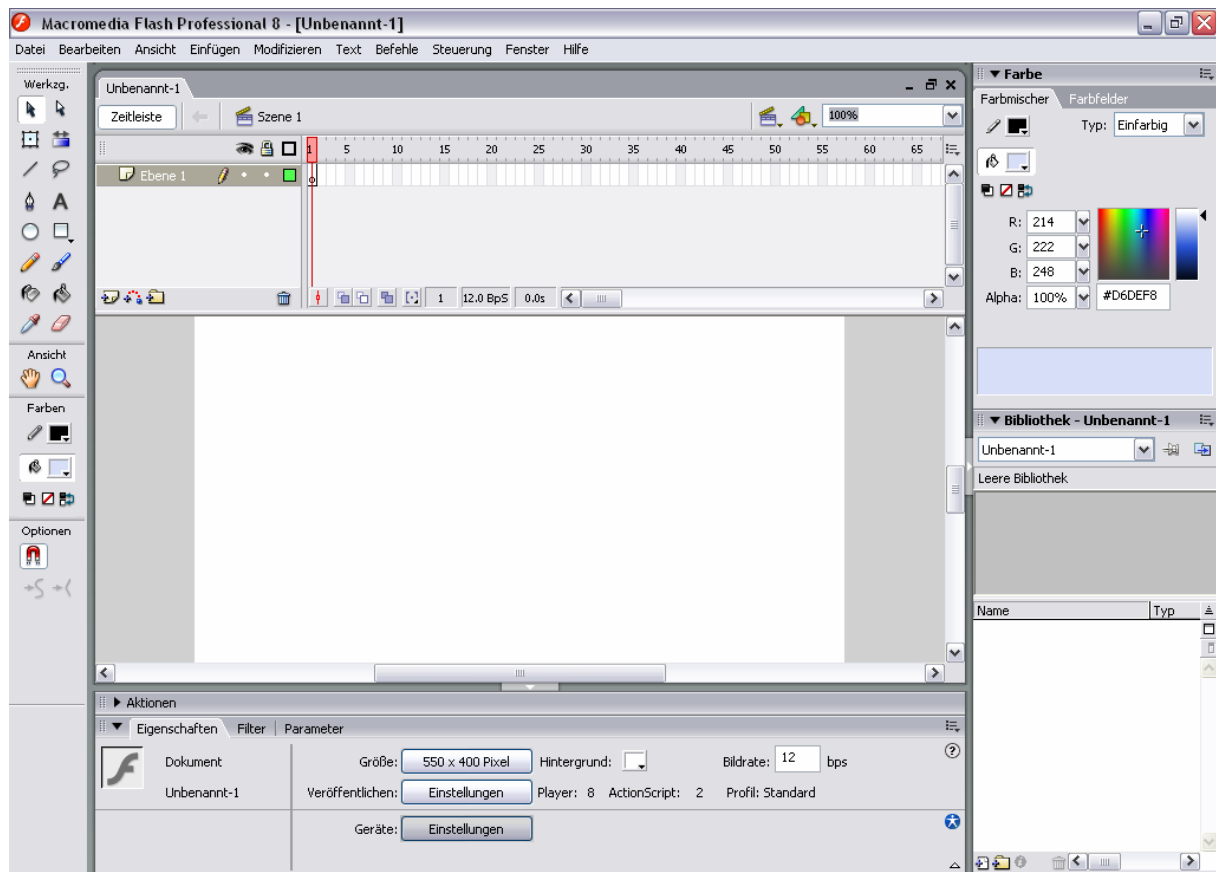 Macromedia Flash Professional 8 - [Unbenannt-1]
Datei Bearbeiten Ansicht Einfügen Modifizieren Text Befehle Steuerung Fenster Hilfe
Werkzg.
A
Ansicht
Farben
Optionen
Unbenannt-1
Zeitleiste
Szene 1
100%
1 5 10 15 20 25 30 35 40 45 50 55 60 65
Ebene 1
1 12.0 BpS 0.0s
Aktionen
Eigenschaften Filter Parameter
Dokument
Größe: 550 x 400 Pixel Hintergrund: Bildrate: 12 bps
Unbenannt-1
Veröffentlichen: Einstellungen Player: 8 ActionScript: 2 Profil: Standard
Geräte: Einstellungen
Farbe
Farbmischer Farbfelder
Typ: Einfarbig
R: 214
G: 222
B: 248
Alpha: 100% #D6DEF8
Bibliothek - Unbenannt-1
Unbenannt-1
Leere Bibliothek
Name Typ